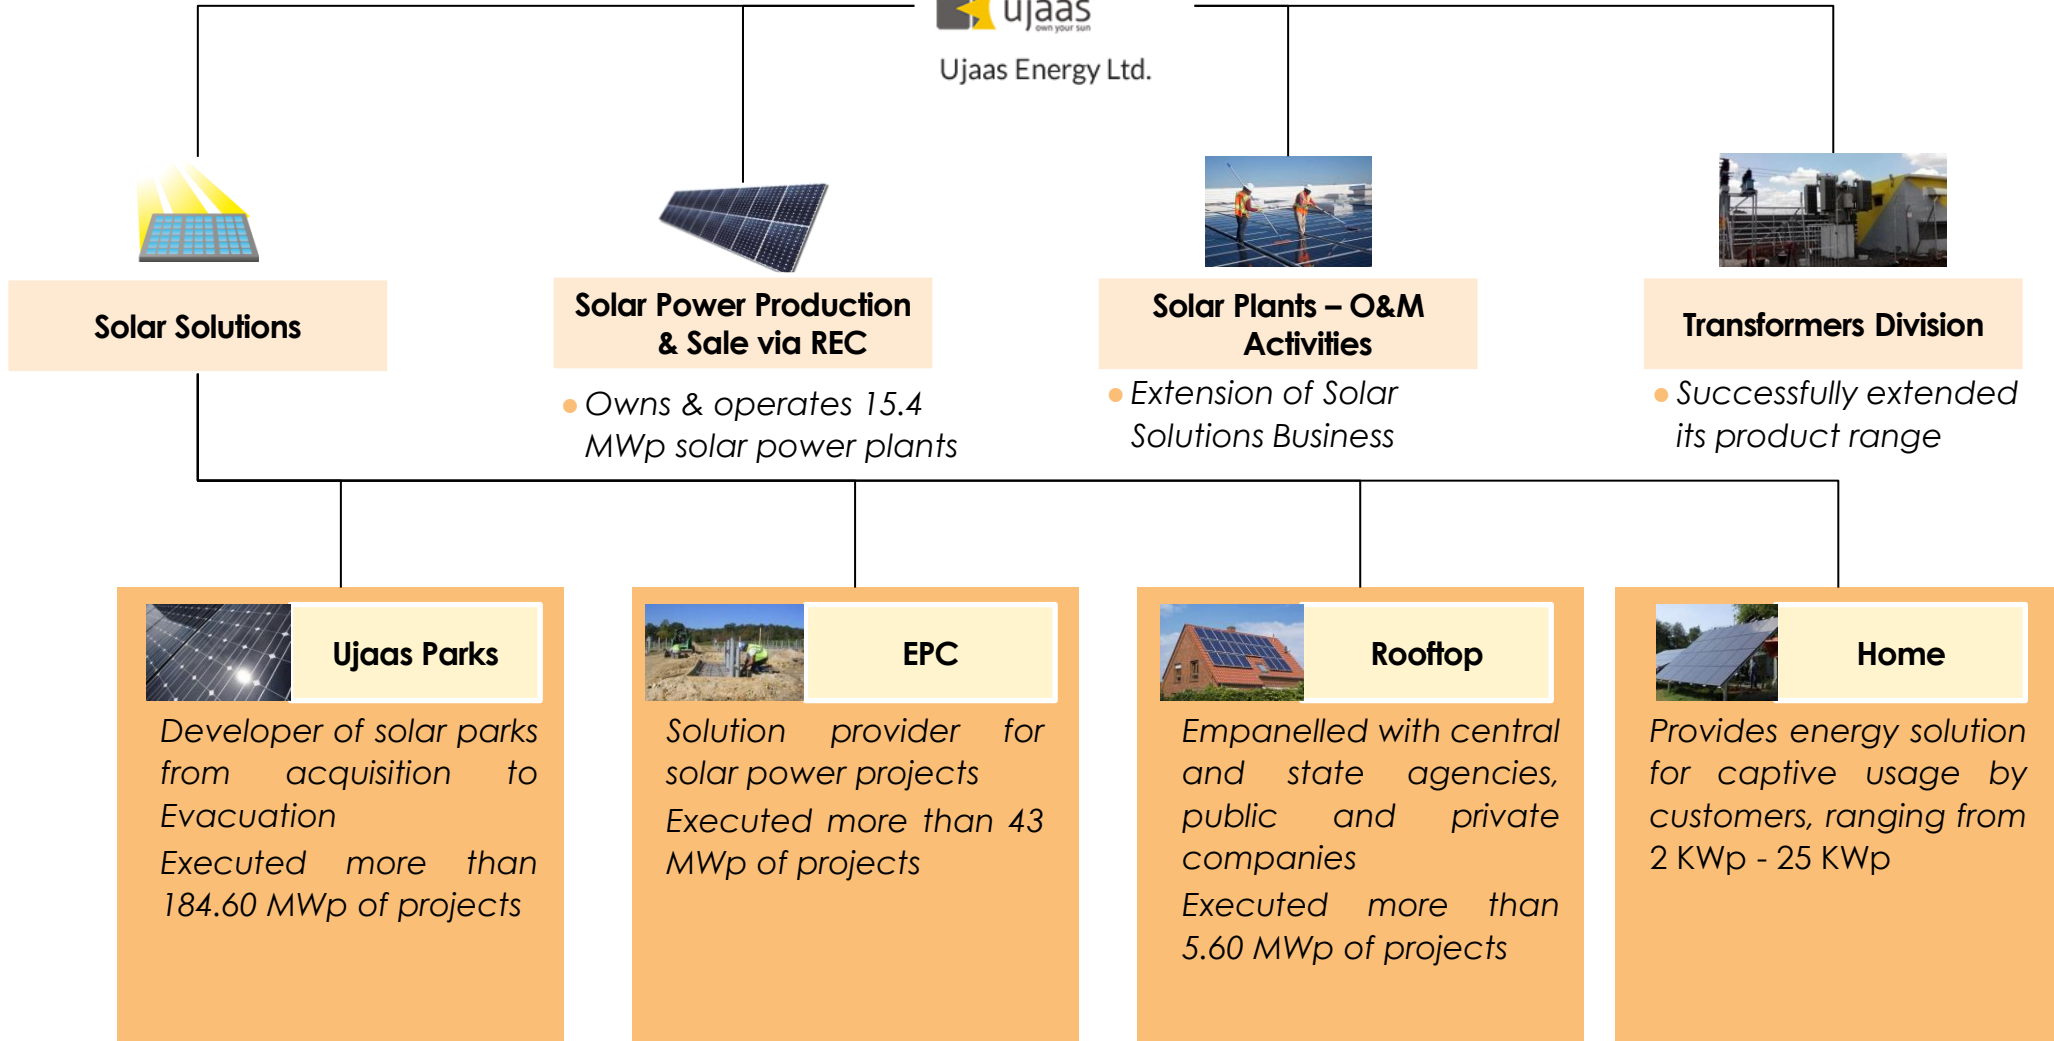 ujaas
own your sun
Ujaas Energy Ltd.
Solar Solutions
Solar Power Production
& Sale via REC
• Owns & operates 15.4
MWp solar power plants
Solar Plants – O&M
Activities
• Extension of Solar
Solutions Business
Transformers Division
• Successfully extended
its product range
Ujaas Parks
Developer of solar parks
from acquisition to
Evacuation
Executed more than
184.60 MWp of projects
EPC
Solution provider for
solar power projects
Executed more than 43
MWp of projects
Rooftop
Empanelled with central
and state agencies,
public and private
companies
Executed more than
5.60 MWp of projects
Home
Provides energy solution
for captive usage by
customers, ranging from
2 KWp - 25 KWp